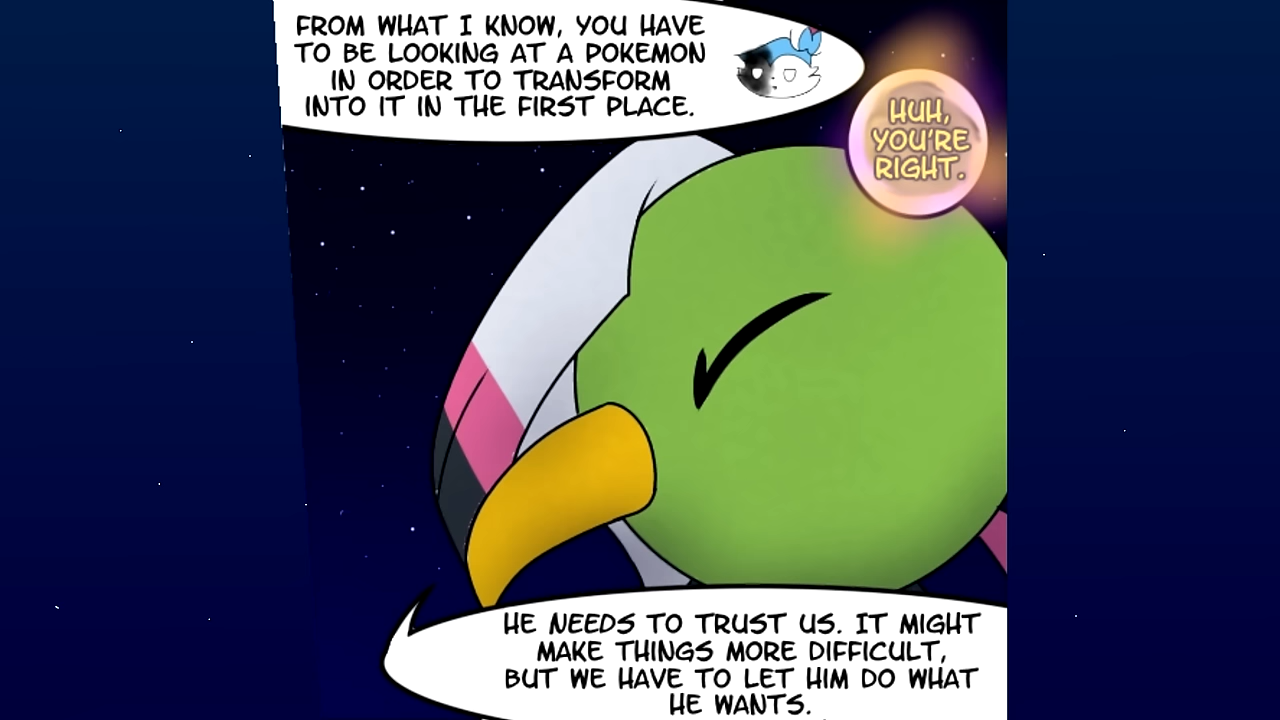 FROM WHAT I KNOW, YOU HAVE
TO BE LOOKING AT A POKEMON
IN ORDER TO TRANSFORM
INTO IT IN THE FIRST PLACE.
HUH,
YOU'RE
RIGHT.
HE NEEDS TO TRUST US. IT MIGHT
MAKE THINGS MORE DIFFICULT,
BUT WE HAVE TO LET HIM DO WHAT
HE WANTS.